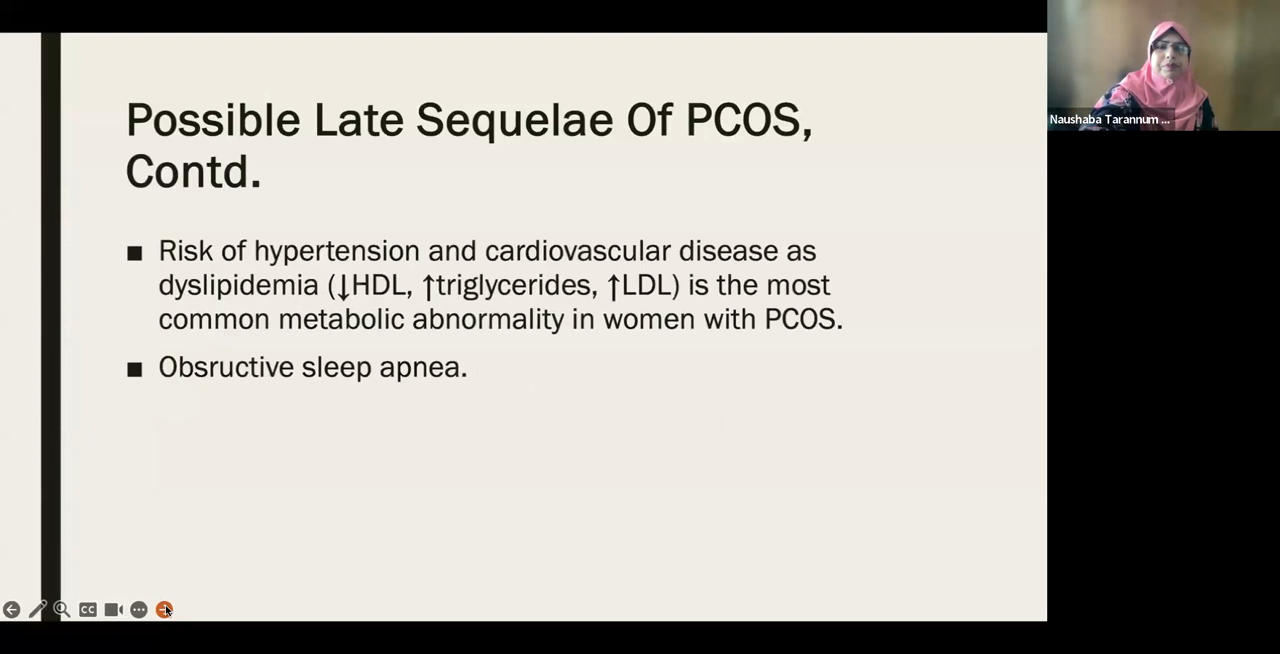 Possible Late Sequelae Of PCOS,
Contd.
■ Risk of hypertension and cardiovascular disease as
dyslipidemia (↓HDL, ↑triglycerides, ↑LDL) is the most
common metabolic abnormality in women with PCOS.
■ Obsructive sleep apnea.
Naushaba Tarannum ...
CC